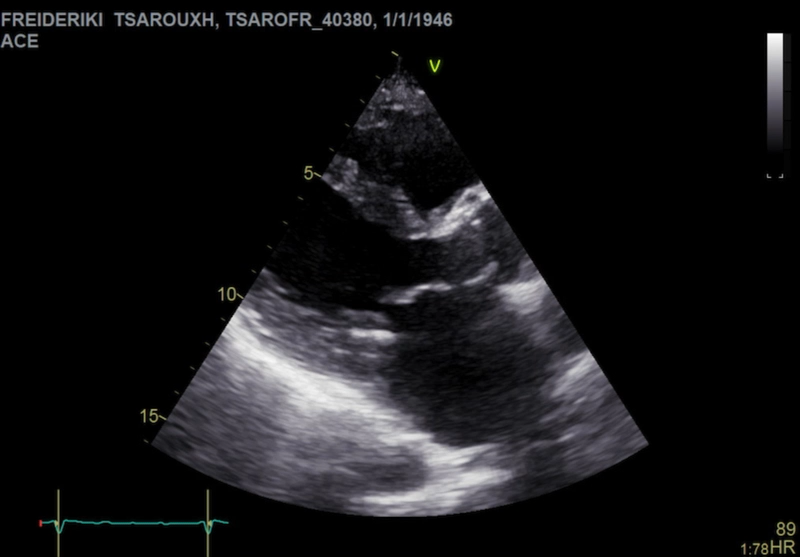 FREIDERIKI TSAROUXH, TSAROFR_40380, 1/1/1946
ACE
V
5
10
15
89
1:78HR